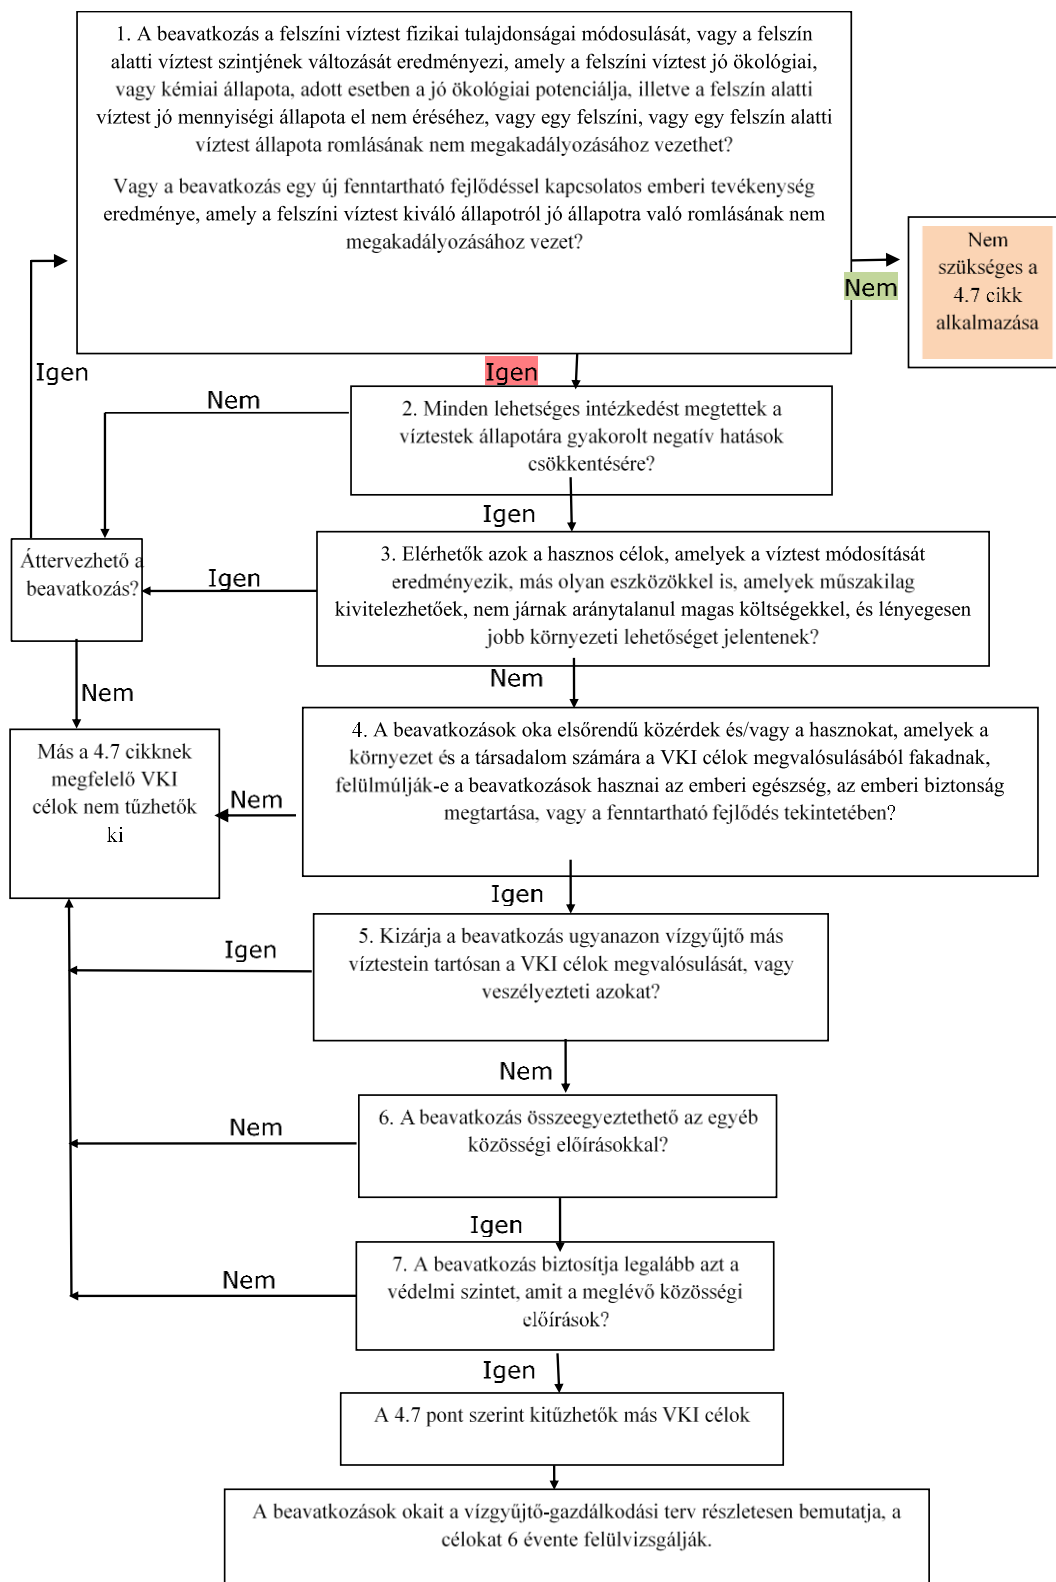 1. A beavatkozás a felszíni víztest fizikai tulajdonságai módosulását, vagy a felszín
alatti víztest szintjének változását eredményezi, amely a felszíni víztest jó ökológiai,
vagy kémiai állapota, adott esetben a jó ökológiai potenciálja, illetve a felszín alatti
víztest jó mennyiségi állapota el nem éréséhez, vagy egy felszíni, vagy egy felszín alatti
víztest állapota romlásának nem megakadályozásához vezethet?
Vagy a beavatkozás egy új fenntartható fejlődéssel kapcsolatos emberi tevékenység
eredménye, amely a felszíni víztest kiváló állapotról jó állapotra való romlásának nem
megakadályozásához vezet?
Nem
Nem
szükséges a
4.7 cikk
alkalmazása
Igen
Igen
Nem
2. Minden lehetséges intézkedést megtettek a
víztestek állapotára gyakorolt negatív hatások
csökkentésére?
Igen
Áttervezhető a
beavatkozás?
Igen
3. Elérhetők azok a hasznos célok, amelyek a víztest módosítását
eredményezik, más olyan eszközökkel is, amelyek műszakilag
kivitelezhetőek, nem járnak aránytalanul magas költségekkel, és lényegesen
jobb környezeti lehetőséget jelentenek?
Nem
Nem
Más a 4.7 cikknek
megfelelő VKI
célok nem tűzhetők
ki
Nem
4. A beavatkozások oka elsőrendű közérdek és/vagy a hasznokat, amelyek a
környezet és a társadalom számára a VKI célok megvalósulásából fakadnak,
felülmúlják-e a beavatkozások hasznai az emberi egészség, az emberi biztonság
megtartása, vagy a fenntartható fejlődés tekintetében?
Igen
Igen
5. Kizárja a beavatkozás ugyanazon vízgyűjtő más
víztestein tartósan a VKI célok megvalósulását, vagy
veszélyezteti azokat?
Nem
Nem
6. A beavatkozás összeegyeztethető az egyéb
közösségi előírásokkal?
Igen
Nem
7. A beavatkozás biztosítja legalább azt a
védelmi szintet, amit a meglévő közösségi
előírások?
Igen
A 4.7 pont szerint kitűzhetők más VKI célok
A beavatkozások okait a vízgyűjtő-gazdálkodási terv részletesen bemutatja, a
célokat 6 évente felülvizsgálják.